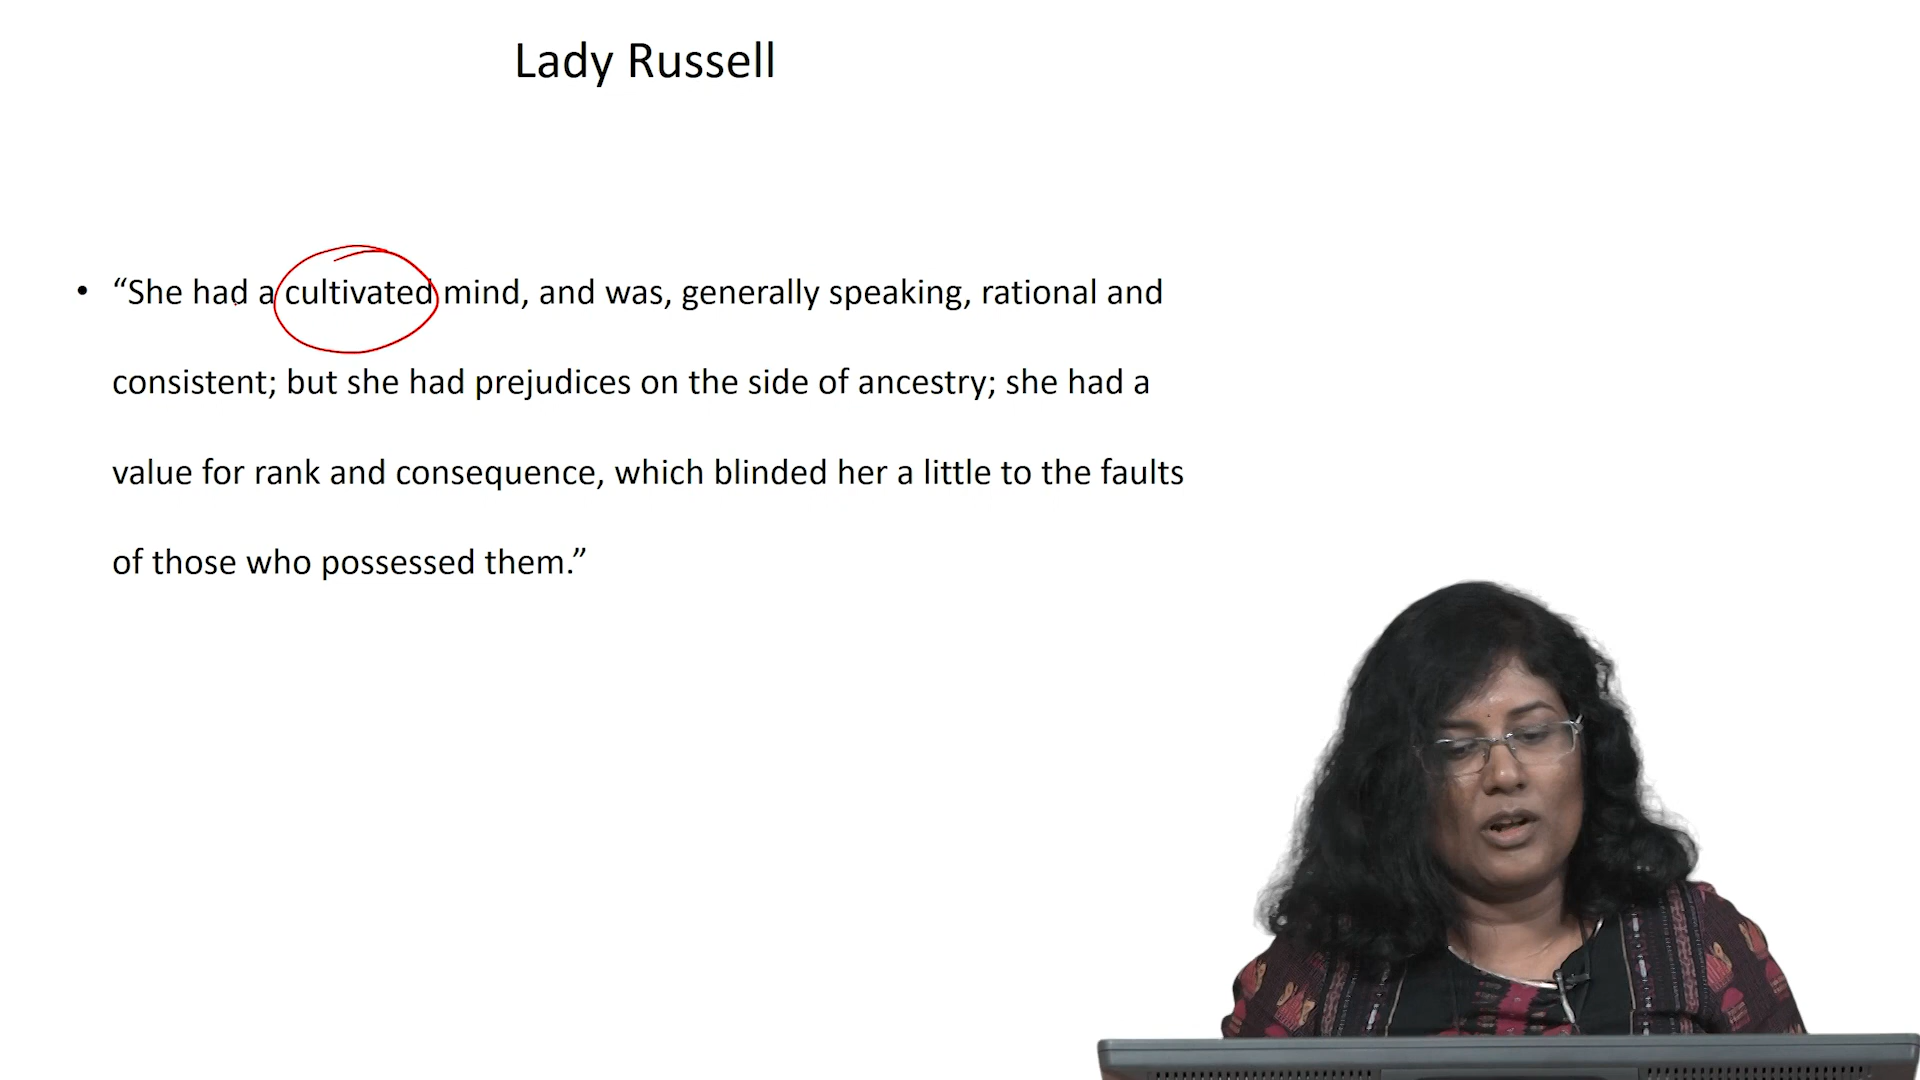 Lady Russell
• “She had a cultivated mind, and was, generally speaking, rational and
consistent; but she had prejudices on the side of ancestry; she had a
value for rank and consequence, which blinded her a little to the faults
of those who possessed them.”